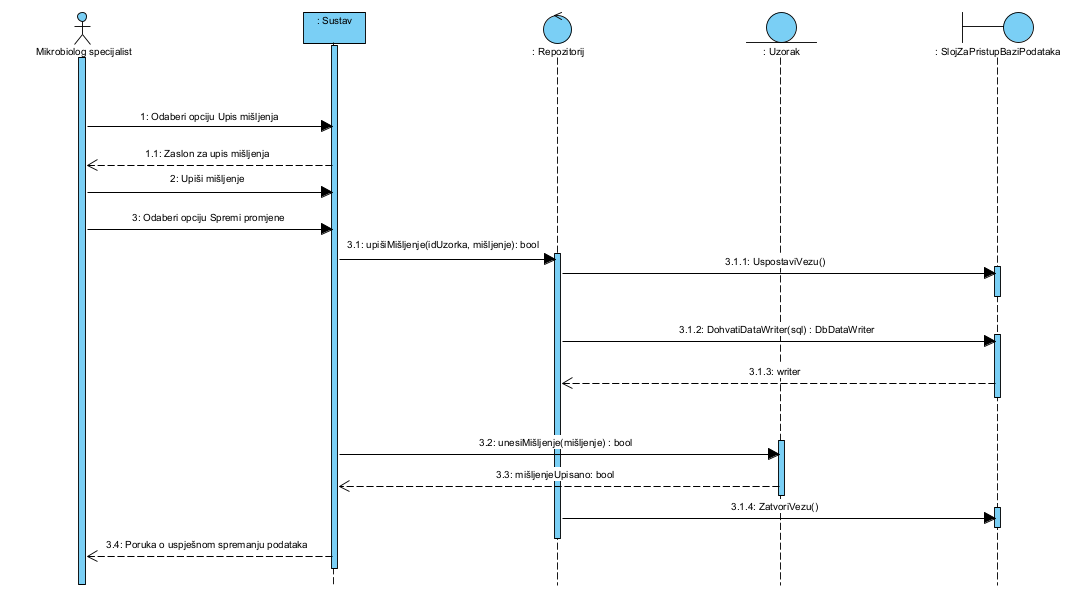 : Sustav
Mikrobiolog specijalist
: Repozitorij
: Uzorak
: SlojZaPristupBaziPodataka
1: Odaberi opciju Upis mišljenja
1.1: Zaslon za upis mišljenja
2: Upiši mišljenje
3: Odaberi opciju Spremi promjene
3.1: upišiMišljenje(idUzorka, mišljenje): bool
3.1.1: UspostaviVezu()
3.1.2: DohvatiDataWriter(sql) : DbDataWriter
3.1.3: writer
3.2: unesiMišljenje(mišljenje) : bool
3.3: mišljenjeUpisano: bool
3.1.4: ZatvoriVezu()
3.4: Poruka o uspješnom spremanju podataka